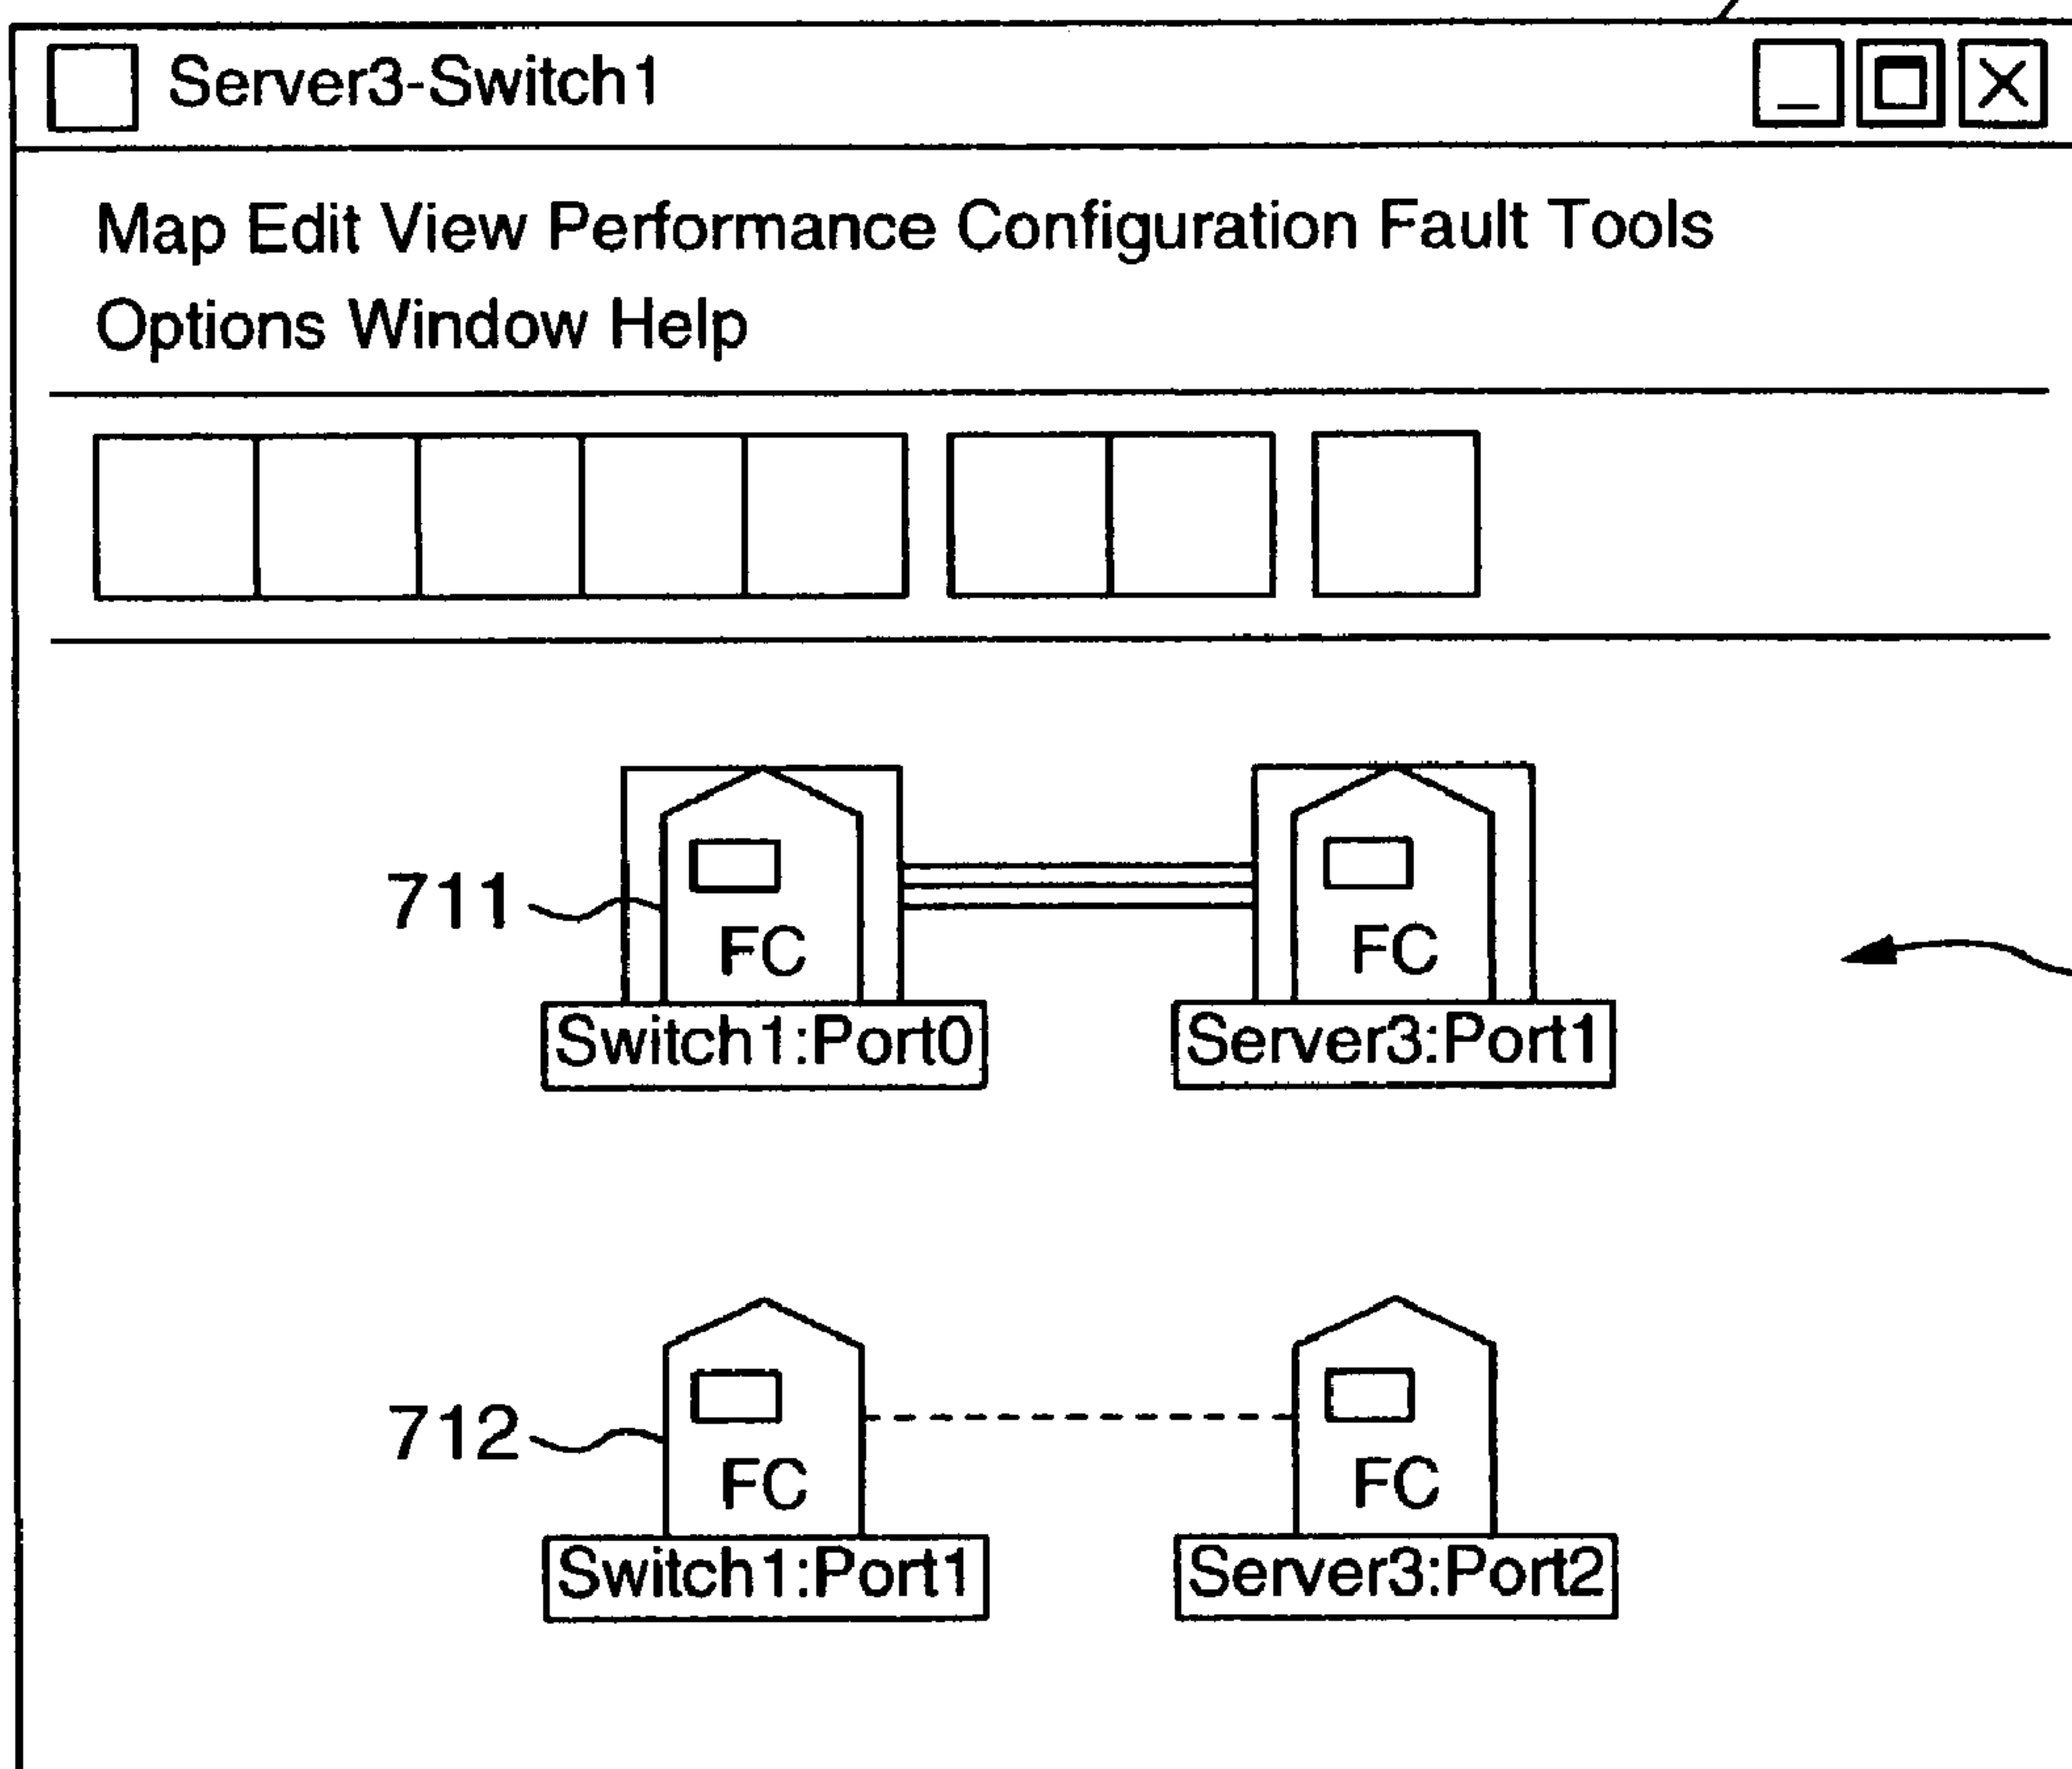 Server3-Switch1
Map Edit View Performance Configuration Fault Tools
Options Window Help
711
FC
FC
Switch1:Port0
Server3:Port1
712
FC
FC
Switch1:Port1
Server3:Port2